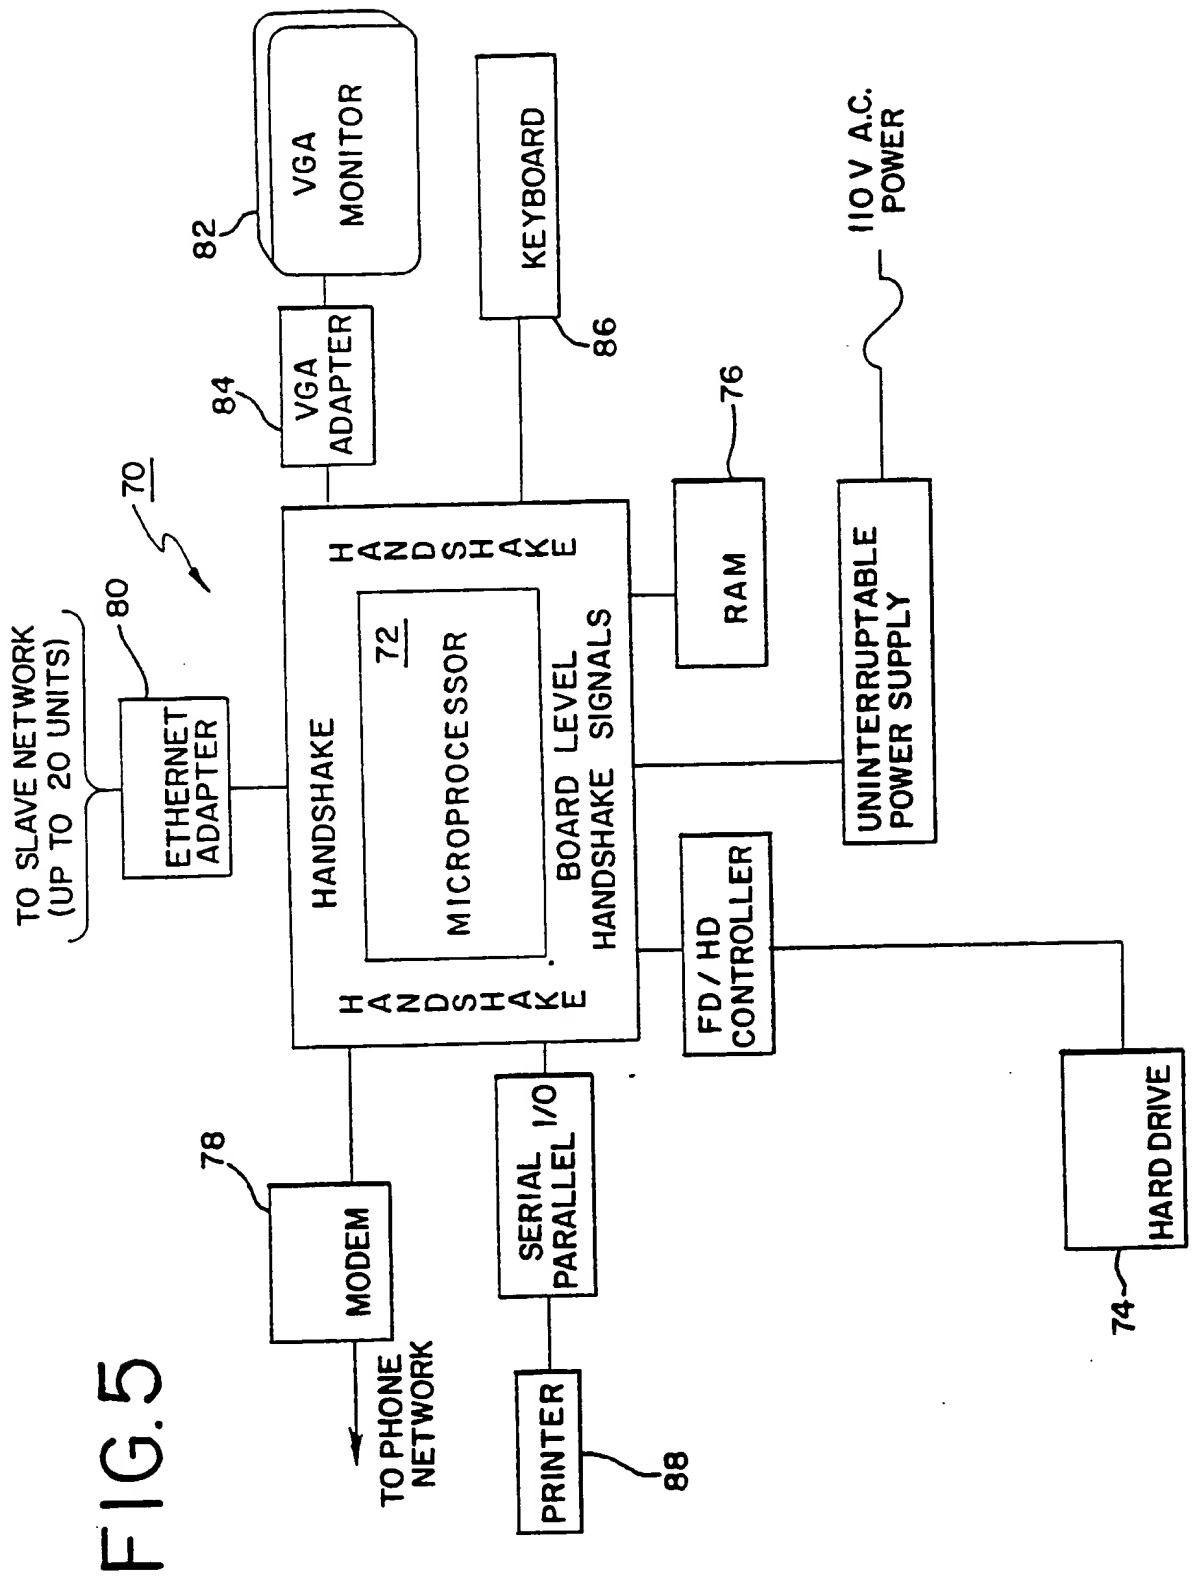 FIG. 5
TO SLAVE NETWORK
(UP TO 20 UNITS)
70
80
ETHERNET
ADAPTER
78
MODEM
TO PHONE
NETWORK
84
VGA
ADAPTER
82
VGA
MONITOR
HANDSHAKE
HANDSHAKE
HANDSHAKE
72
MICROPROCESSOR
BOARD LEVEL
HANDSHAKE SIGNALS
SERIAL I/O
PARALLEL
PRINTER
88
KEYBOARD
86
FD/HD
CONTROLLER
RAM
76
UNINTERRUPTABLE
POWER SUPPLY
110 V A.C.
POWER
HARD DRIVE
74